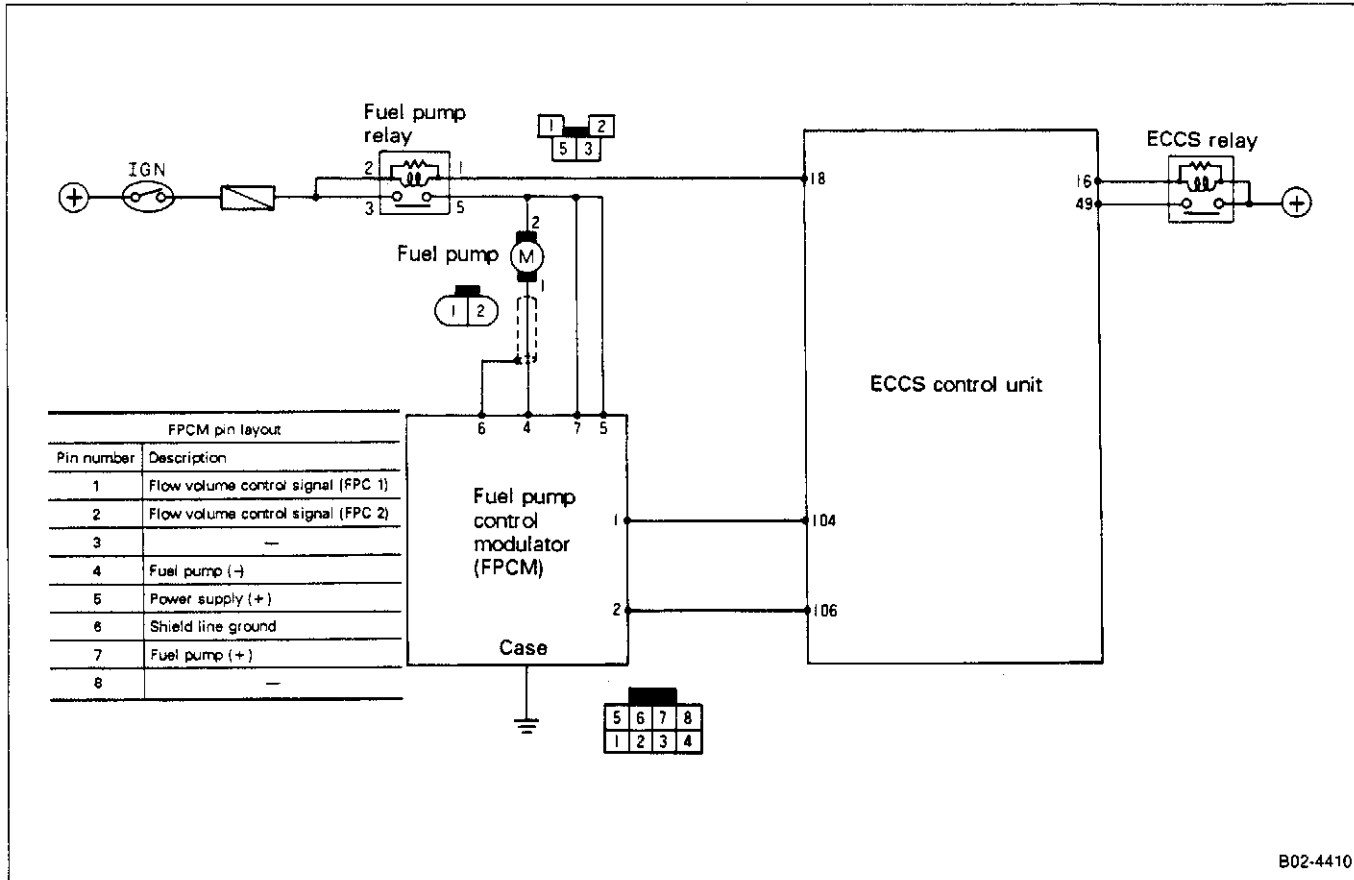 Fuel pump
relay
1 2
5 3
ECCS relay
IGN
2 1
18
16
3 5
49
2
Fuel pump
M
1
1 2
ECCS control unit
6 4 7 5
FPCM pin layout
Pin number Description
1 Flow volume control signal (FPC 1)
2 Flow volume control signal (FPC 2)
3 —
4 Fuel pump (-)
5 Power supply (+)
6 Shield line ground
7 Fuel pump (+)
8 —
Fuel pump
control
modulator
(FPCM)
1
104
2
106
Case
5 6 7 8
1 2 3 4
B02-4410